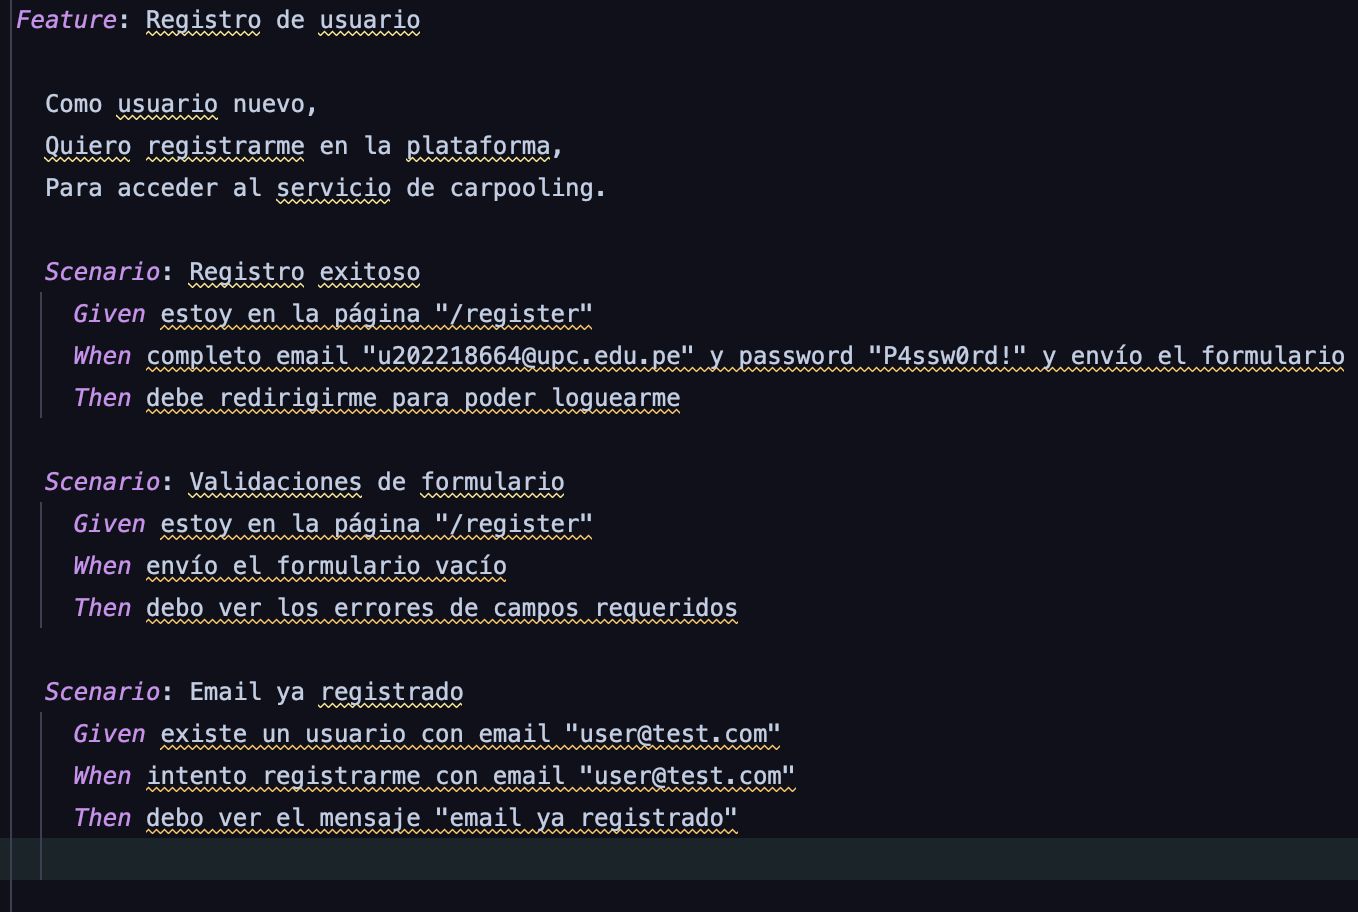 Feature: Registro de usuario
Como usuario nuevo,
Quiero registrarme en la plataforma,
Para acceder al servicio de carpooling.
Scenario: Registro exitoso
Given estoy en la página "/register"
When completo email "u202218664@upc.edu.pe" y password "P4ssw0rd!" y envío el formulario
Then debe redirigirme para poder loguearme
Scenario: Validaciones de formulario
Given estoy en la página "/register"
When envío el formulario vacío
Then debo ver los errores de campos requeridos
Scenario: Email ya registrado
Given existe un usuario con email "user@test.com"
When intento registrarme con email "user@test.com"
Then debo ver el mensaje "email ya registrado"